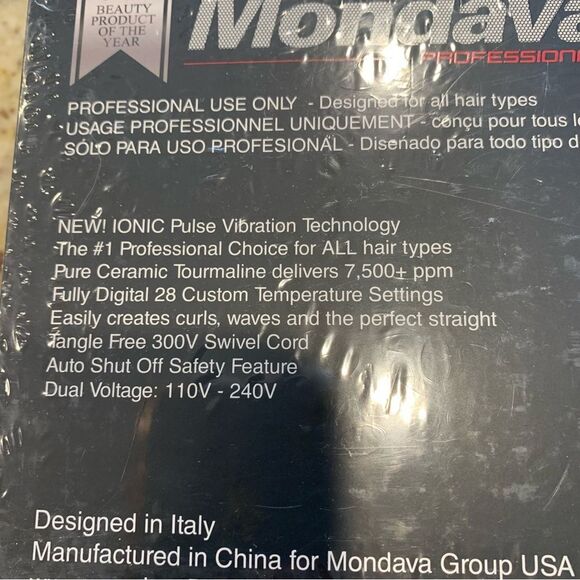 BEAUTY
PRODUCT
OF THE
YEAR
Mondava
PROFESSION
PROFESSIONAL USE ONLY - Designed for all hair types
USAGE PROFESSIONNEL UNIQUEMENT - conçu pour tous
SÓLO PARA USO PROFESIONAL - Diseñado para todo tipo
NEW! IONIC Pulse Vibration Technology
The #1 Professional Choice for ALL hair types
Pure Ceramic Tourmaline delivers 7,500+ ppm
Fully Digital 28 Custom Temperature Settings
Easily creates curls, waves and the perfect straight
Tangle Free 300V Swivel Cord
Auto Shut Off Safety Feature
Dual Voltage: 110V - 240V
Designed in Italy
Manufactured in China for Mondava Group USA